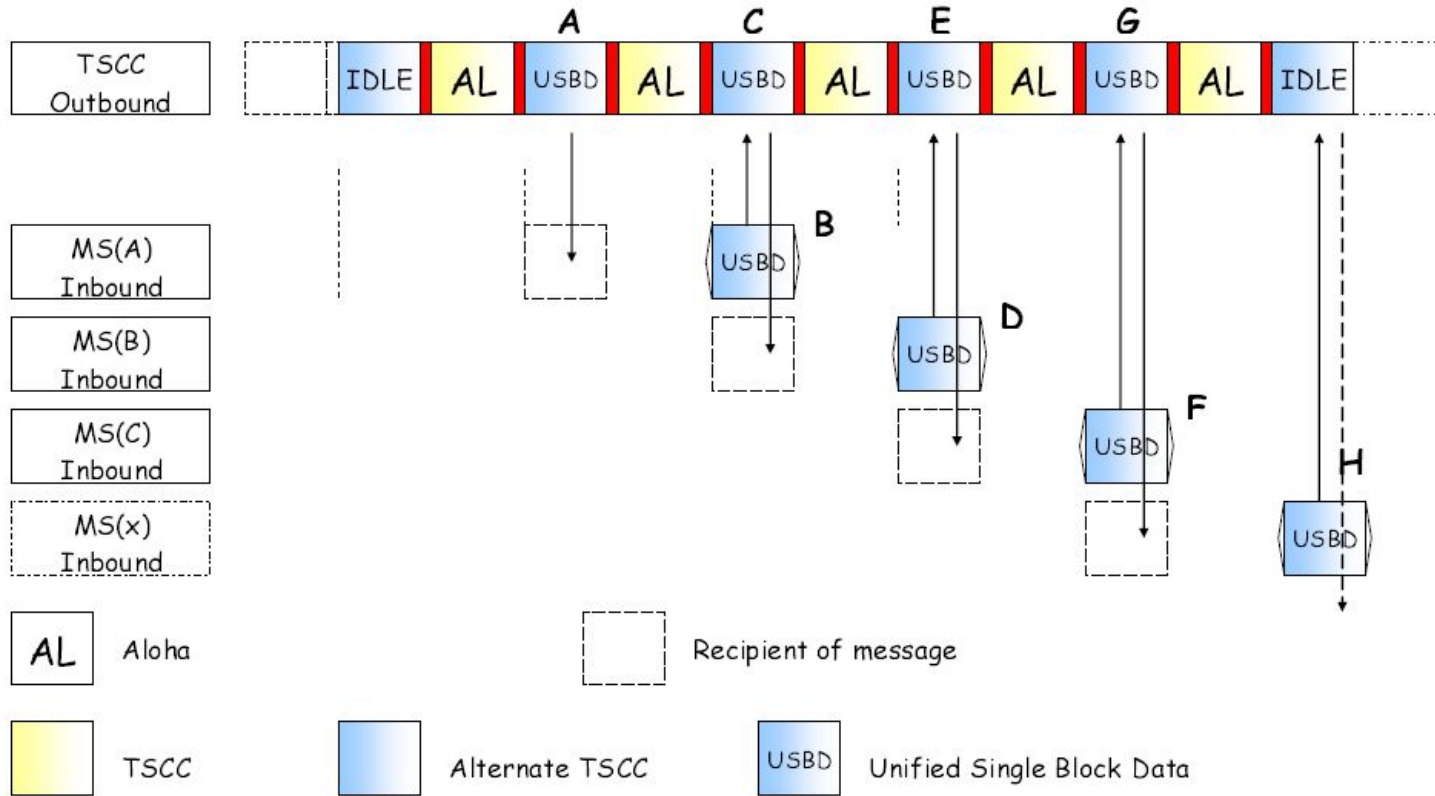 A C E G
TSCC
Outbound
IDLE AL USBD AL USBD AL USBD AL USBD AL IDLE
MS(A)
Inbound
USBD B
MS(B)
Inbound
USBD D
MS(C)
Inbound
USBD F
MS(x)
Inbound
USBD H
AL Aloha
Recipient of message
TSCC
Alternate TSCC
USBD Unified Single Block Data